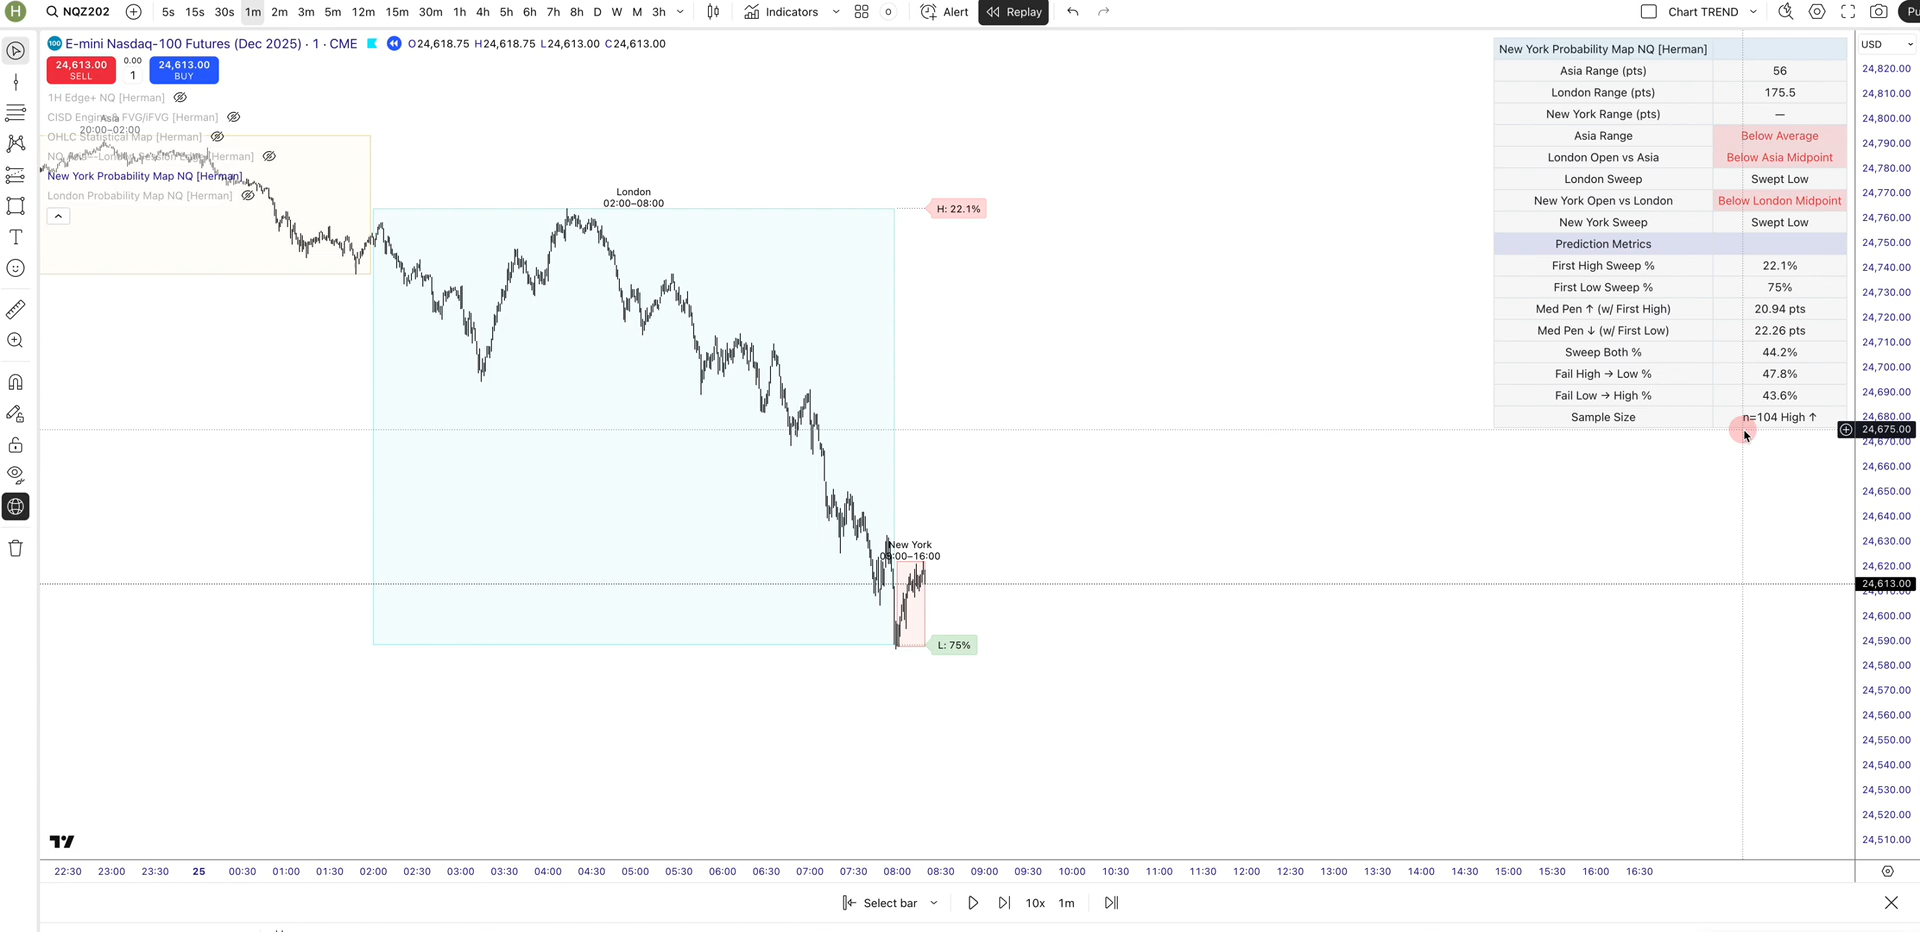 H
NQZ202
5s 15s 30s 1m 2m 3m 5m 12m 15m 30m 1h 4h 5h 6h 7h 8h D W M 3h
Indicators
Alert
Replay
Chart TREND
Pu
100 E-mini Nasdaq-100 Futures (Dec 2025) · 1 · CME
O24,618.75 H24,618.75 L24,613.00 C24,613.00
24,613.00
SELL
0.00
1
24,613.00
BUY
1H Edge+ NQ [Herman]
CISD Engine & FVG/iFVG [Herman]
Asia
20:00–02:00
OHLC Statistical Map [Herman]
NQ Asia–London Session Edge [Herman]
New York Probability Map NQ [Herman]
London Probability Map NQ [Herman]
London
02:00–08:00
H: 22.1%
New York
08:00–16:00
L: 75%
New York Probability Map NQ [Herman]
Asia Range (pts) 56
London Range (pts) 175.5
New York Range (pts) —
Asia Range Below Average
London Open vs Asia Below Asia Midpoint
London Sweep Swept Low
New York Open vs London Below London Midpoint
New York Sweep Swept Low
Prediction Metrics
First High Sweep % 22.1%
First Low Sweep % 75%
Med Pen ↑ (w/ First High) 20.94 pts
Med Pen ↓ (w/ First Low) 22.26 pts
Sweep Both % 44.2%
Fail High → Low % 47.8%
Fail Low → High % 43.6%
Sample Size n=104 High ↑
USD
24,820.00
24,810.00
24,800.00
24,790.00
24,780.00
24,770.00
24,760.00
24,750.00
24,740.00
24,730.00
24,720.00
24,710.00
24,700.00
24,690.00
24,680.00
24,675.00
24,670.00
24,660.00
24,650.00
24,640.00
24,630.00
24,620.00
24,613.00
24,610.00
24,600.00
24,590.00
24,580.00
24,570.00
24,560.00
24,550.00
24,540.00
24,530.00
24,520.00
24,510.00
22:30 23:00 23:30 25 00:30 01:00 01:30 02:00 02:30 03:00 03:30 04:00 04:30 05:00 05:30 06:00 06:30 07:00 07:30 08:00 08:30 09:00 09:30 10:00 10:30 11:00 11:30 12:00 12:30 13:00 13:30 14:00 14:30 15:00 15:30 16:00 16:30
Select bar 10x 1m